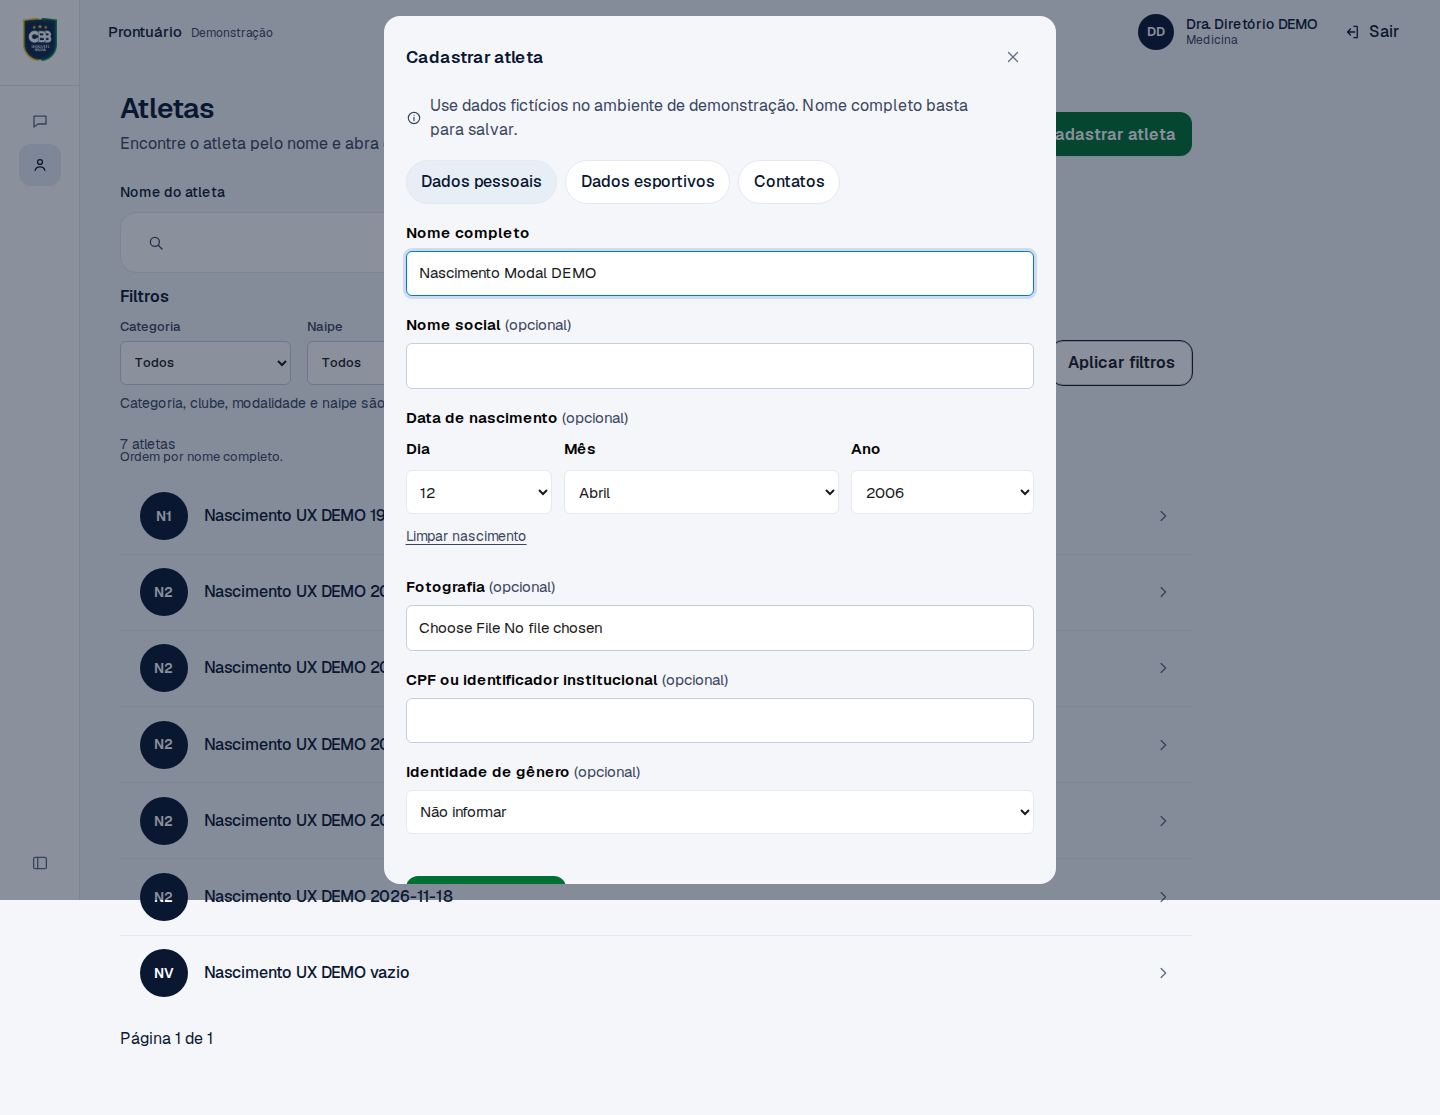 CBB
Prontuário Demonstração
DD
Dra. Diretório DEMO
Medicina
Sair
Atletas
Encontre o atleta pelo nome e abra
adastrar atleta
Nome do atleta
Filtros
Categoria
Naipe
Todos
Todos
Aplicar filtros
Categoria, clube, modalidade e naipe são
7 atletas
Ordem por nome completo.
N1
Nascimento UX DEMO 19
N2
Nascimento UX DEMO 20
N2
Nascimento UX DEMO 20
N2
Nascimento UX DEMO 20
N2
Nascimento UX DEMO 20
N2
Nascimento UX DEMO 2026-11-18
NV
Nascimento UX DEMO vazio
Página 1 de 1
Cadastrar atleta
Use dados fictícios no ambiente de demonstração. Nome completo basta
para salvar.
Dados pessoais
Dados esportivos
Contatos
Nome completo
Nascimento Modal DEMO
Nome social (opcional)
Data de nascimento (opcional)
Dia
Mês
Ano
12
Abril
2006
Limpar nascimento
Fotografia (opcional)
Choose File No file chosen
CPF ou identificador institucional (opcional)
Identidade de gênero (opcional)
Não informar